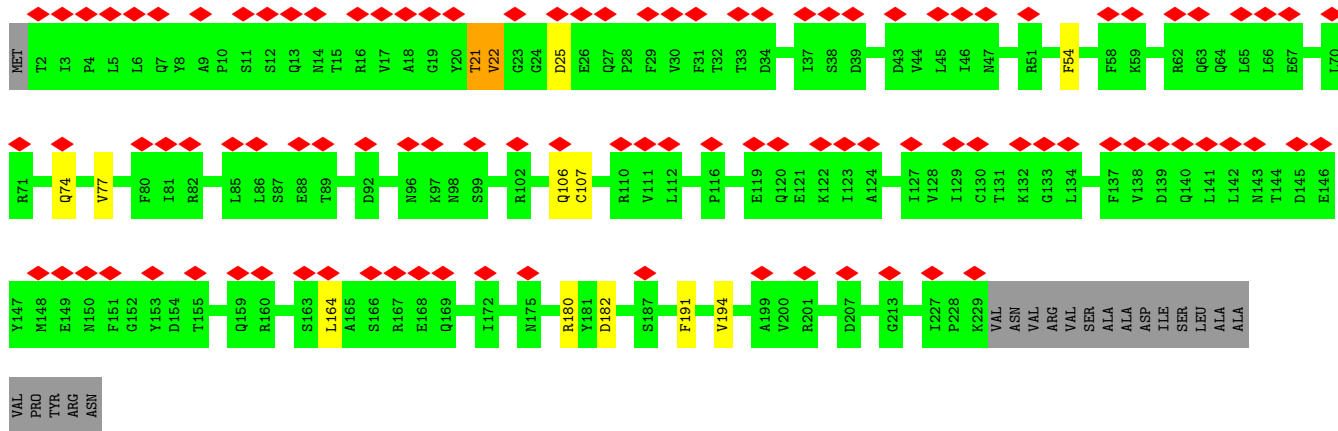 MET T2 I3 P4 L5 L6 Q7 Y8 A9 P10 S11 S12 Q13 N14 T15 R16 V17 A18 G19 Y20 T21 V22 G23 G24 D25 E26 Q27 P28 F29 V30 F31 T32 T33 D34 I37 S38 D39 D43 V44 L45 I46 N47 R51 F54 F58 K59 R62 Q63 Q64 L65 L66 E67 L70
R71 Q74 V77 F80 I81 R82 L85 L86 S87 E88 T89 D92 N96 K97 N98 S99 R102 Q106 C107 R110 V111 L112 P116 E119 Q120 E121 K122 I123 A124 I127 V128 I129 C130 T131 K132 G133 L134 F137 V138 D139 Q140 L141 L142 N143 T144 D145 E146
Y147 M148 E149 N150 F151 G152 Y153 D154 T155 Q159 R160 S163 L164 A165 S166 R167 E168 Q169 I172 N175 R180 Y181 D182 S187 F191 V194 A199 V200 R201 D207 G213 I227 P228 K229 VAL ASN VAL ARG VAL SER ALA ALA ASP ILE SER LEU ALA ALA
VAL PRO TYR ARG ASN